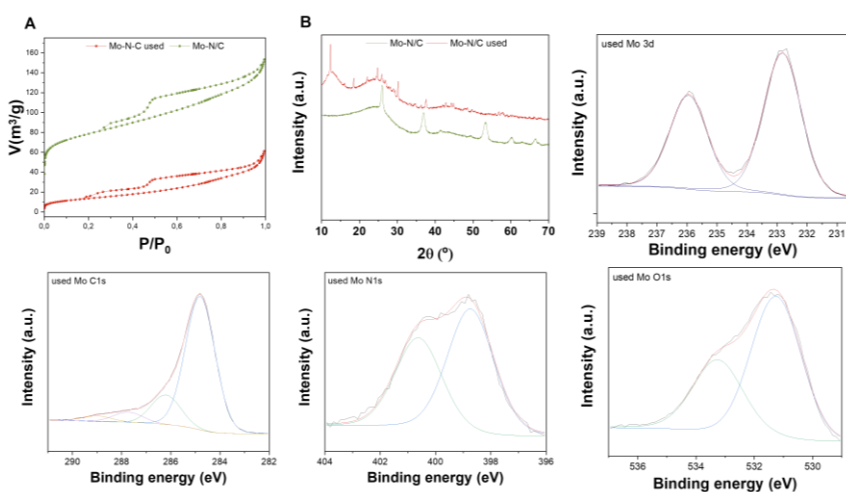 A
Mo-N-C used
Mo-N/C
V(m³/g)
160
140
120
100
80
60
40
20
0
0,0
0,2
0,4
0,6
0,8
1,0
P/P₀
B
Mo-N/C
Mo-N/C used
Intensity (a.u.)
10
20
30
40
50
60
70
2θ (º)
used Mo 3d
Intensity (a.u.)
239
238
237
236
235
234
233
232
231
230
Binding energy (eV)
used Mo C1s
Intensity (a.u.)
290
288
286
284
282
Binding energy (eV)
used Mo N1s
Intensity (a.u.)
404
402
400
398
396
Binding energy (eV)
used Mo O1s
Intensity (a.u.)
536
534
532
530
Binding energy (eV)